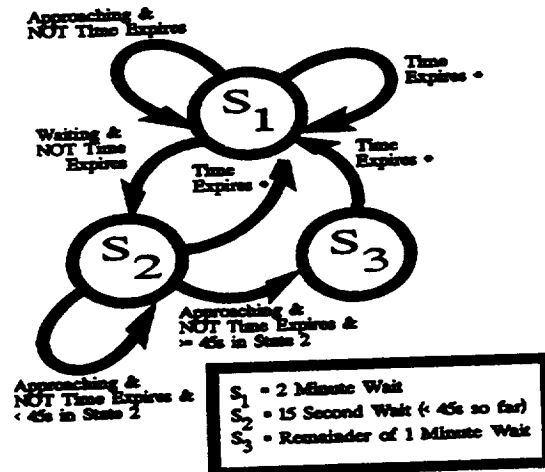 Approaching &
NOT Time Expires
Time
Expires *
S1
Waiting &
NOT Time
Expires
Time
Expires *
Time
Expires *
S2
S3
Approaching &
NOT Time Expires &
>= 45s in State 2
Approaching &
NOT Time Expires &
< 45s in State 2
S1 = 2 Minute Wait
S2 = 15 Second Wait (< 45s so far)
S3 = Remainder of 1 Minute Wait